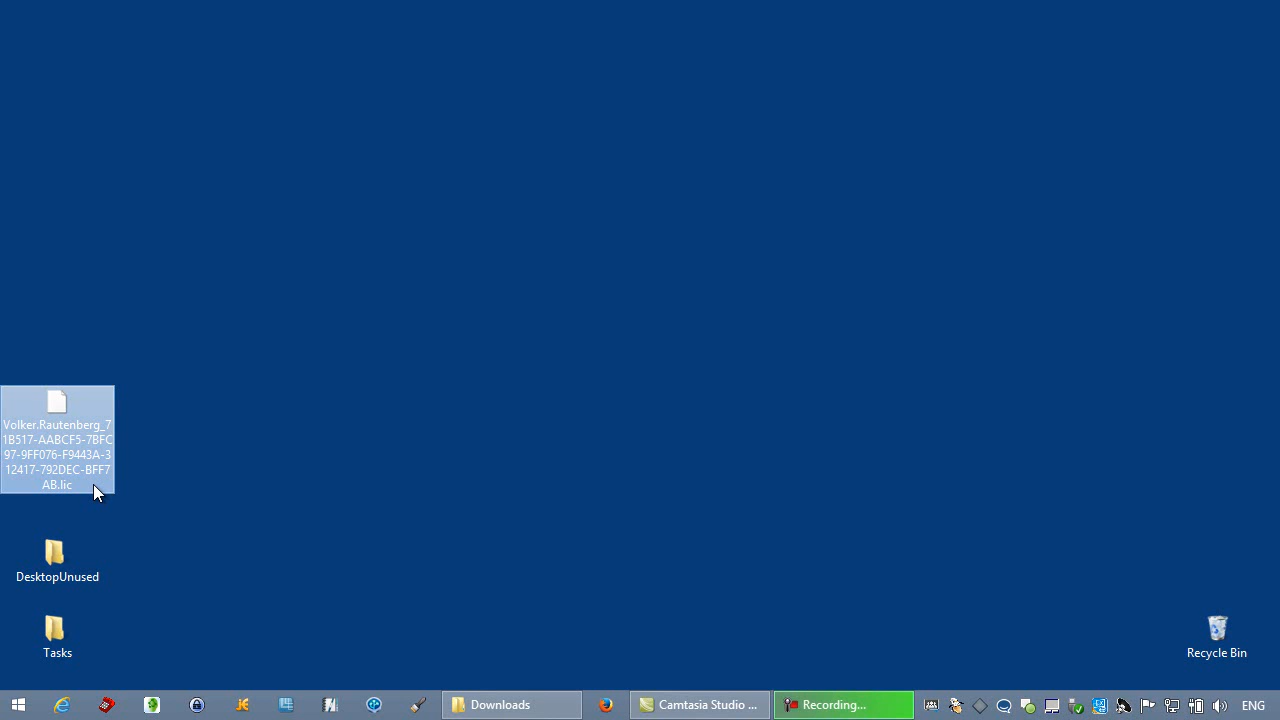 Volker.Rautenberg_7
1B517-AABCF5-7BFC
97-9FF076-F9443A-3
12417-792DEC-BFF7
AB.lic
DesktopUnused
Tasks
Recycle Bin
Downloads
Camtasia Studio ...
Recording...
ENG